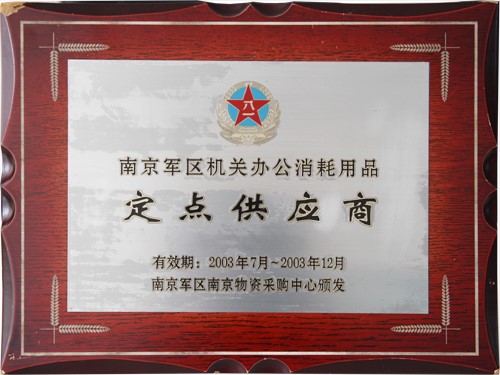 八一
南京军区机关办公消耗用品
定点供应商
有效期：2003年7月~2003年12月
南京军区南京物资采购中心颁发